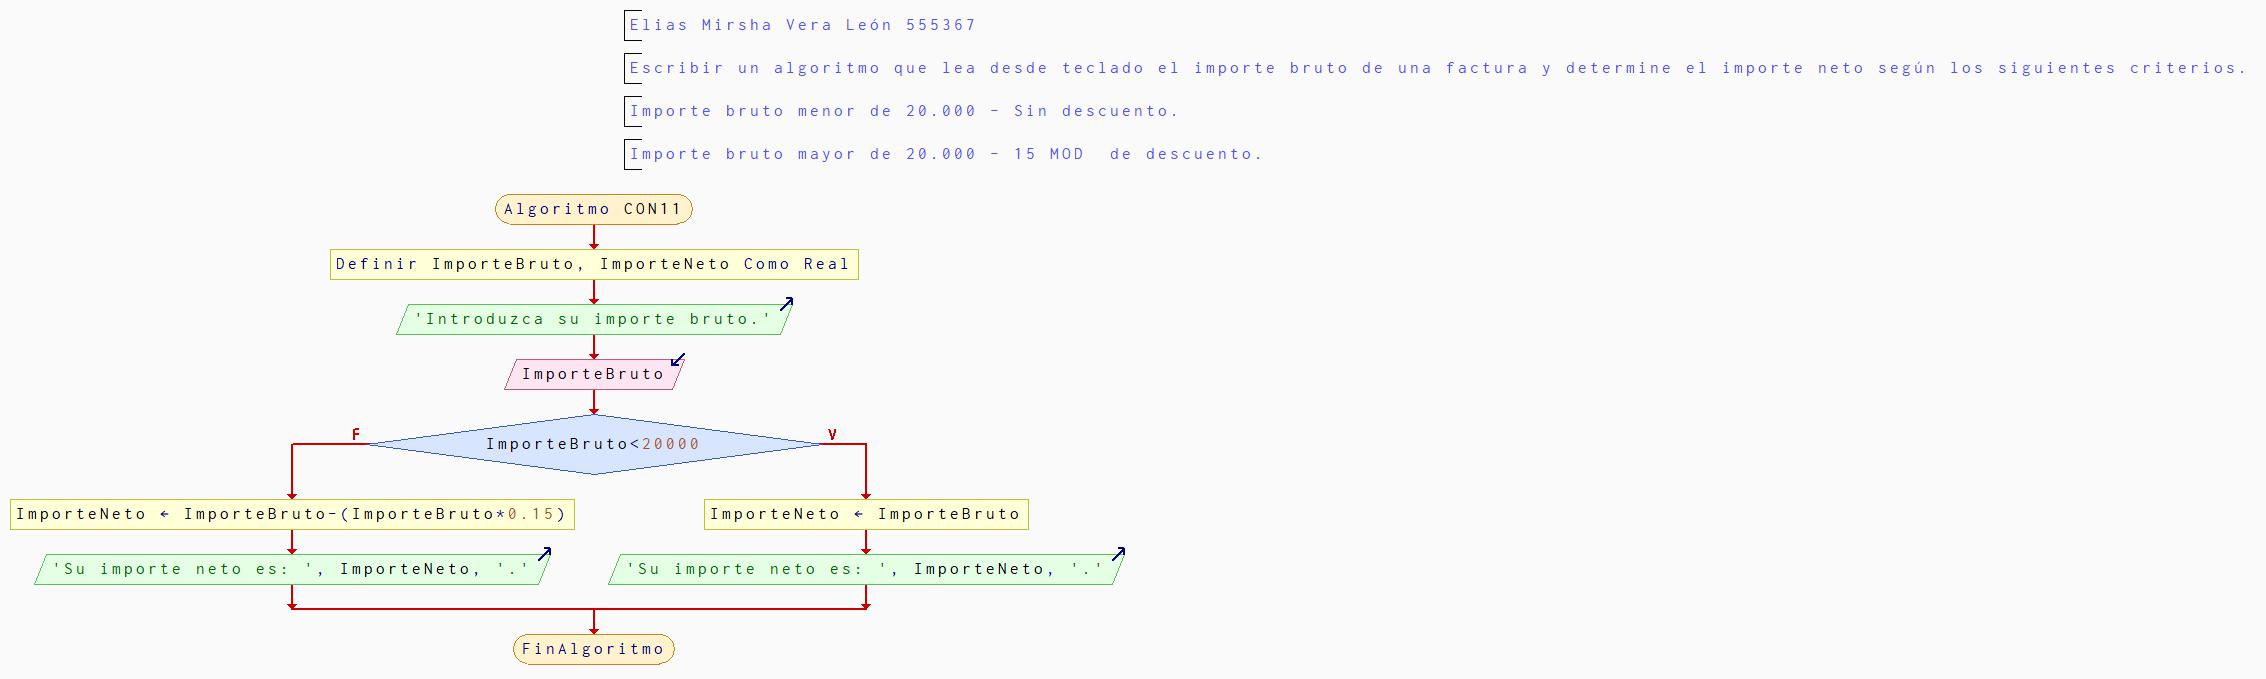 Elias Mirsha Vera León 555367
Escribir un algoritmo que lea desde teclado el importe bruto de una factura y determine el importe neto según los siguientes criterios.
Importe bruto menor de 20.000 - Sin descuento.
Importe bruto mayor de 20.000 - 15 MOD  de descuento.
Algoritmo CON11
Definir ImporteBruto, ImporteNeto Como Real
'Introduzca su importe bruto.'
ImporteBruto
F
V
ImporteBruto<20000
ImporteNeto ← ImporteBruto-(ImporteBruto*0.15)
ImporteNeto ← ImporteBruto
'Su importe neto es: ', ImporteNeto, '.'
'Su importe neto es: ', ImporteNeto, '.'
FinAlgoritmo